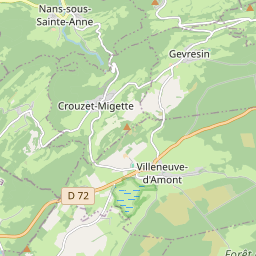 Nans-sous-
Sainte-Anne
Gevresin
Crouzet-Migette
Villeneuve-
d'Amont
D 72
Forêt